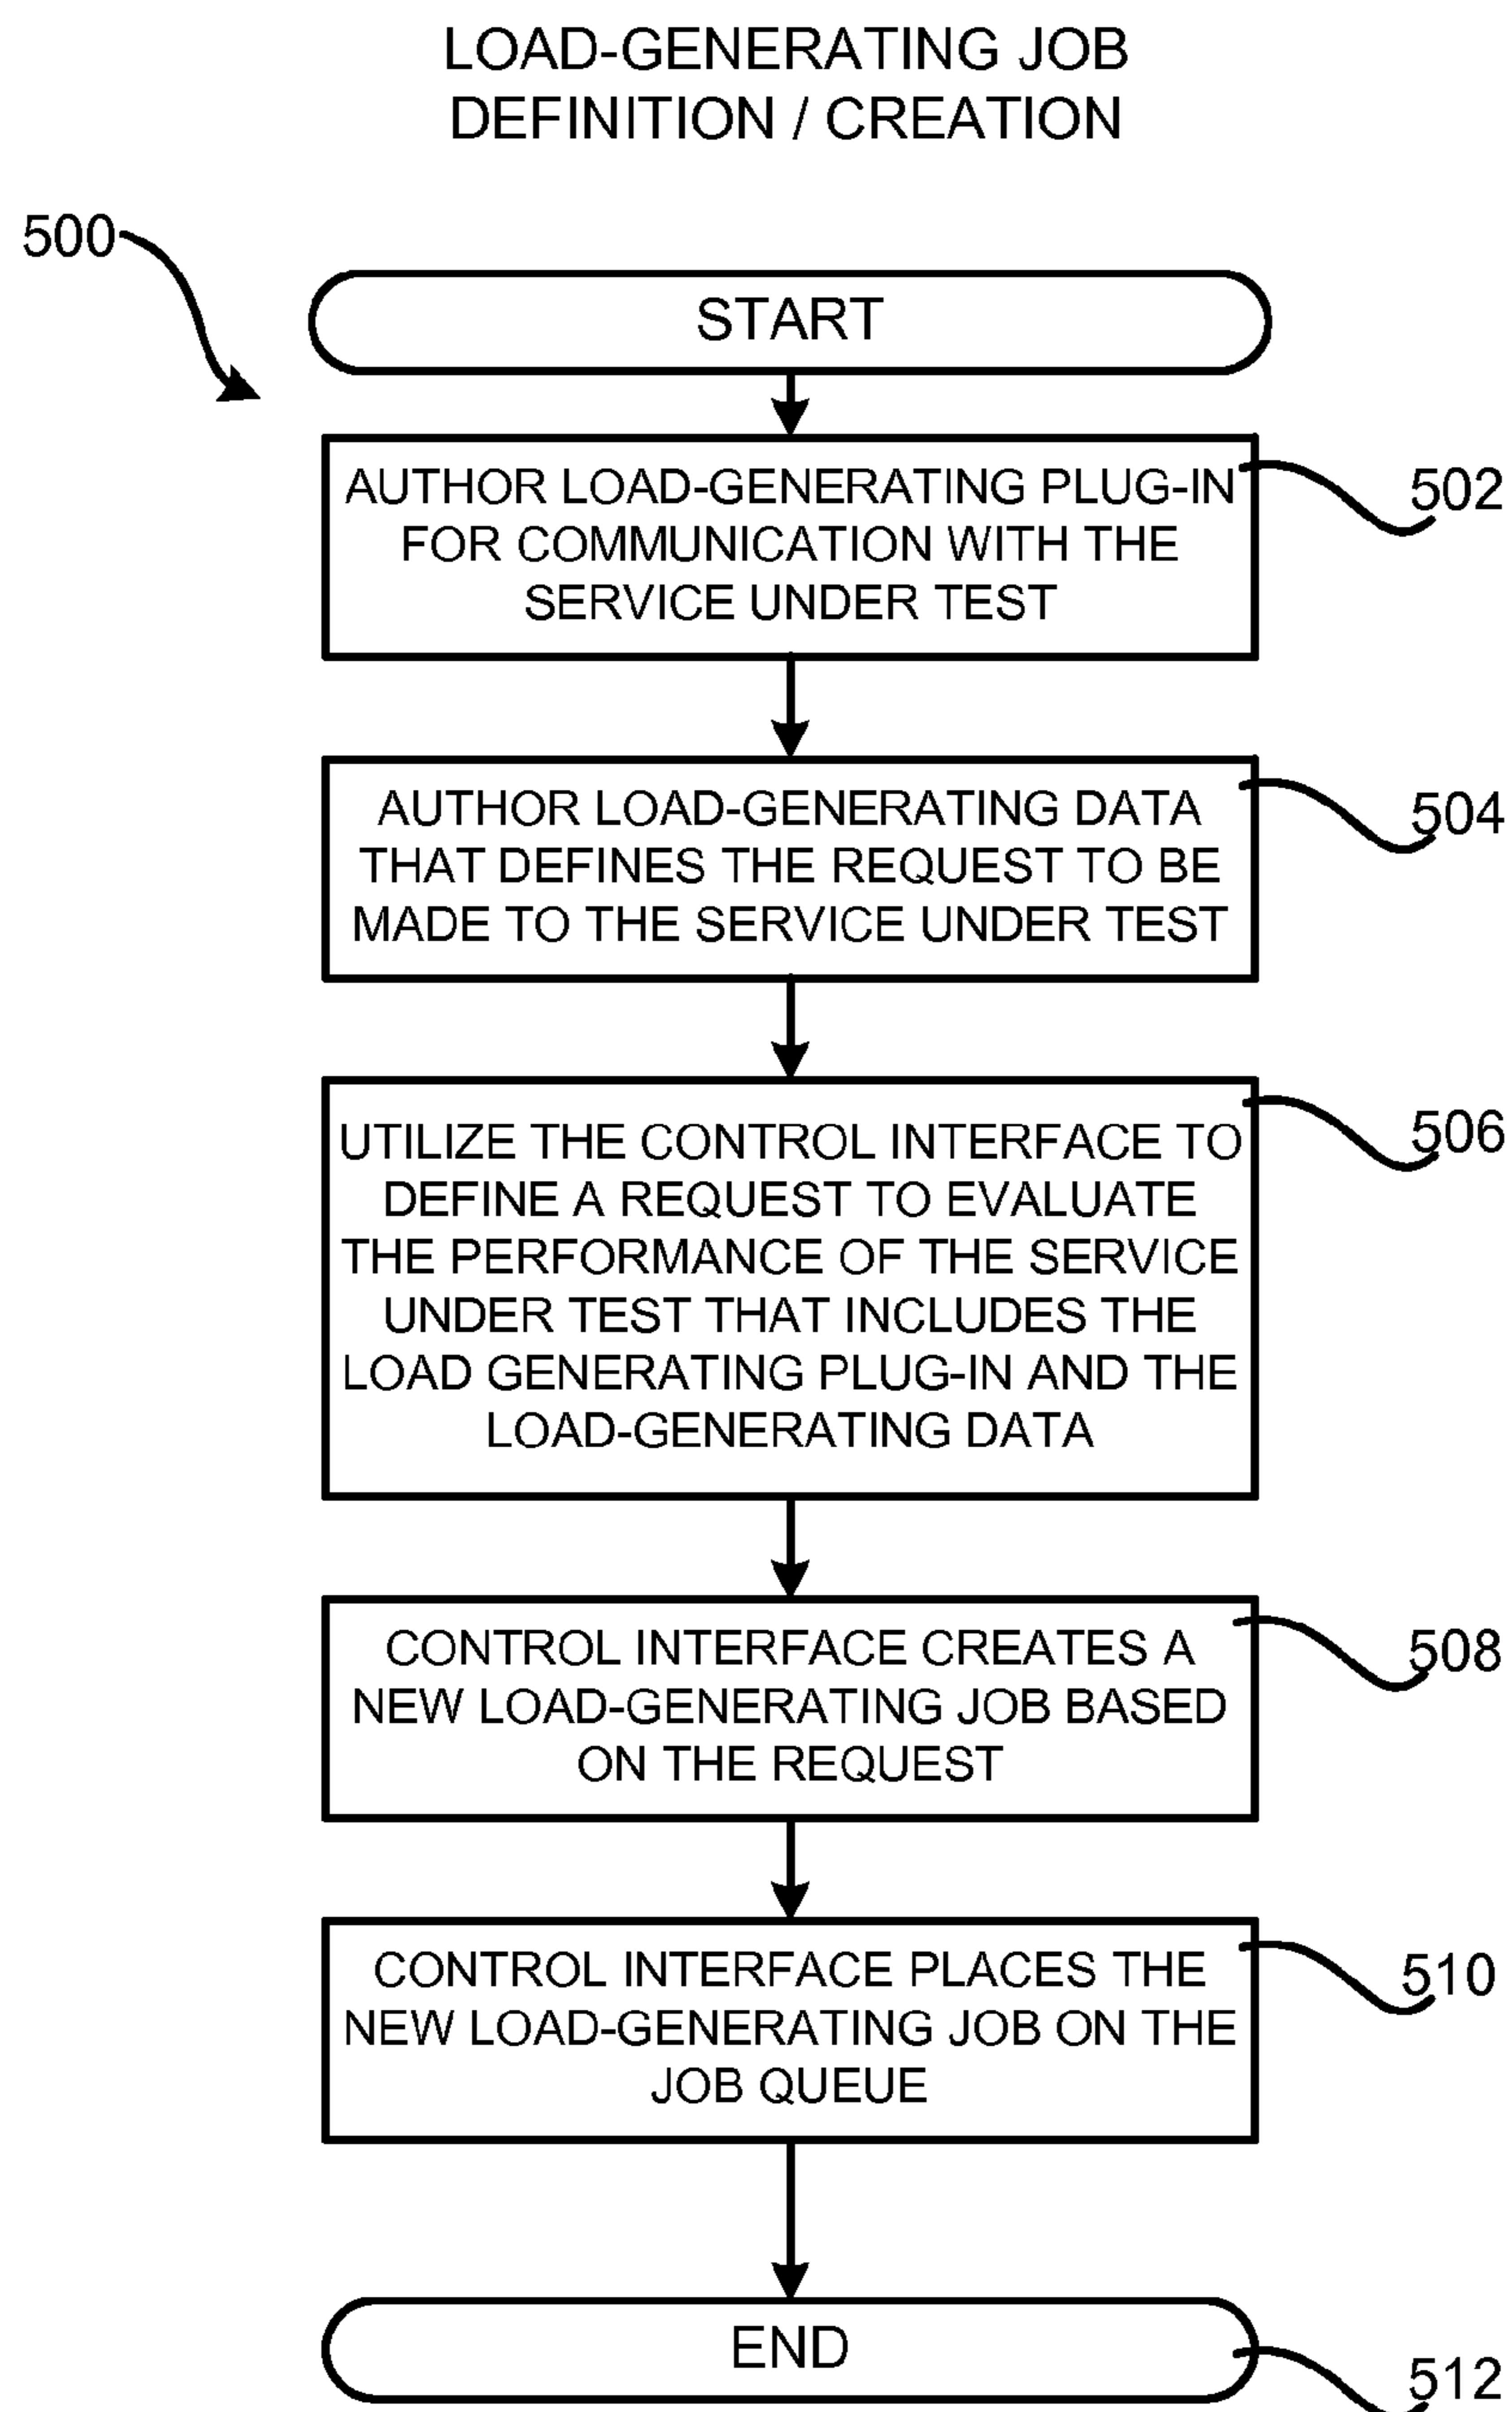 LOAD-GENERATING JOB
DEFINITION / CREATION
500
START
AUTHOR LOAD-GENERATING PLUG-IN
FOR COMMUNICATION WITH THE
SERVICE UNDER TEST
502
AUTHOR LOAD-GENERATING DATA
THAT DEFINES THE REQUEST TO BE
MADE TO THE SERVICE UNDER TEST
504
UTILIZE THE CONTROL INTERFACE TO
DEFINE A REQUEST TO EVALUATE
THE PERFORMANCE OF THE SERVICE
UNDER TEST THAT INCLUDES THE
LOAD GENERATING PLUG-IN AND THE
LOAD-GENERATING DATA
506
CONTROL INTERFACE CREATES A
NEW LOAD-GENERATING JOB BASED
ON THE REQUEST
508
CONTROL INTERFACE PLACES THE
NEW LOAD-GENERATING JOB ON THE
JOB QUEUE
510
END
512